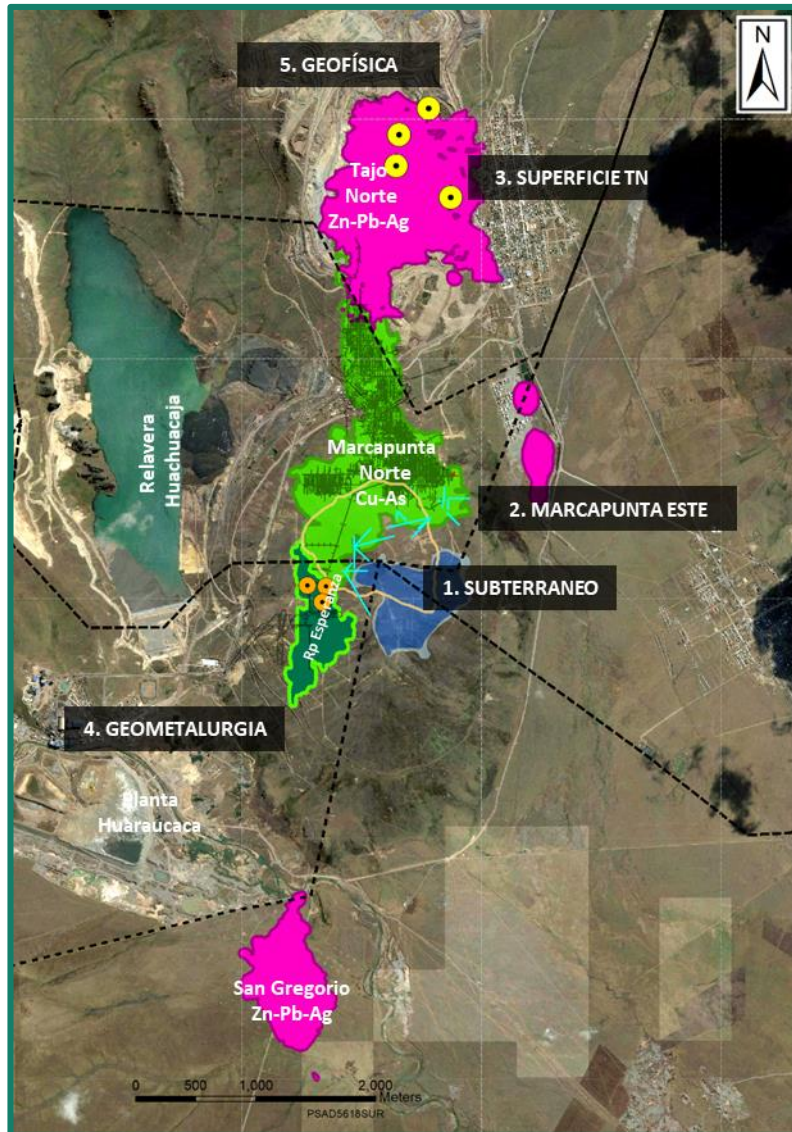 N
5. GEOFÍSICA
Tajo
Norte
Zn-Pb-Ag
3. SUPERFICIE TN
Relavera
Huachuacaja
Marcapunta
Norte
Cu-As
2. MARCAPUNTA ESTE
1. SUBTERRANEO
Rp Esperanza
4. GEOMETALURGIA
Planta
Huaraucaca
San Gregorio
Zn-Pb-Ag
0 500 1,000 2,000
Meters
PSAD5618SUR